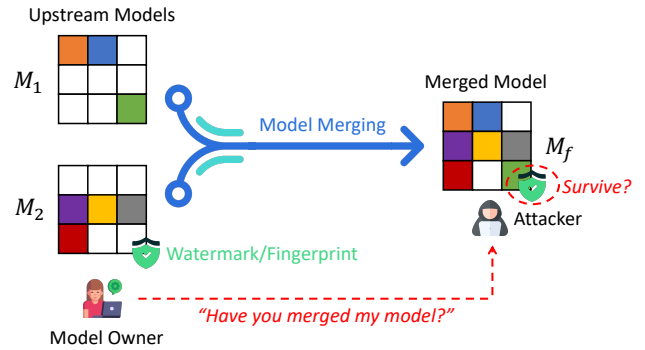 Upstream Models
M₁
Merged Model
Model Merging
M_f
M₂
Survive?
Attacker
Watermark/Fingerprint
"Have you merged my model?"
Model Owner